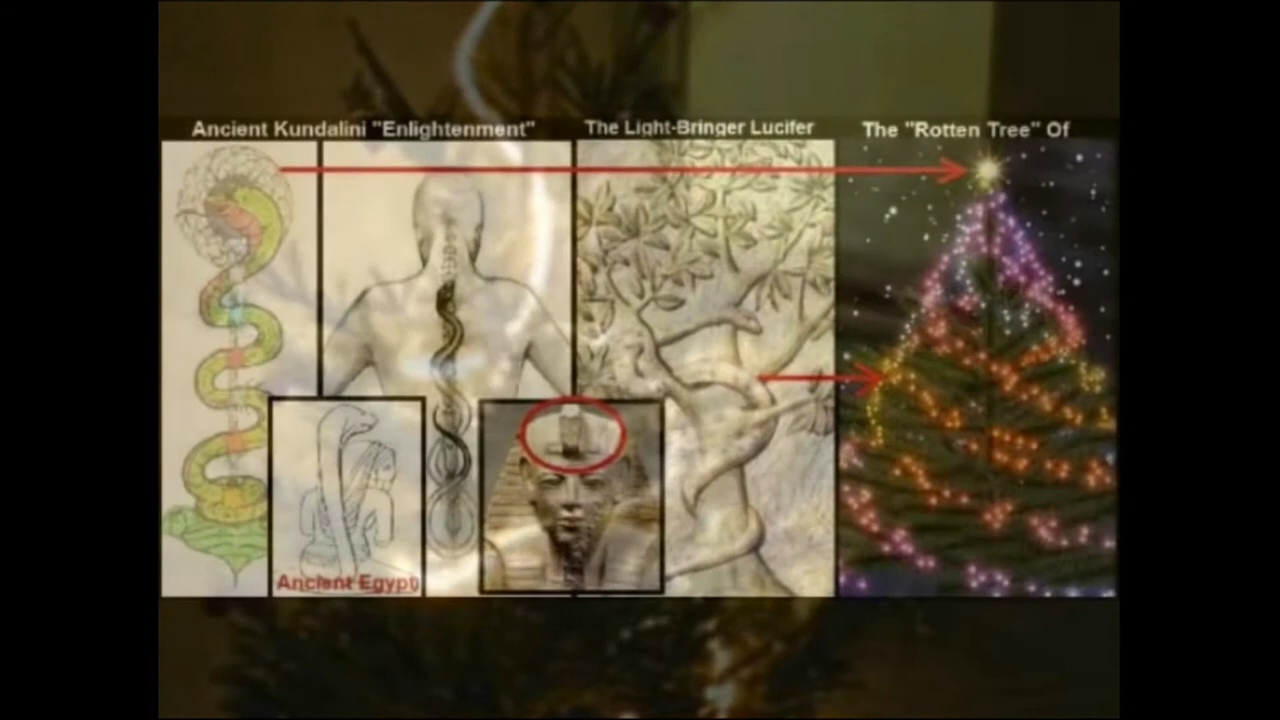 Ancient Kundalini "Enlightenment"
The Light-Bringer Lucifer
The "Rotten Tree" Of
Ancient Egypt